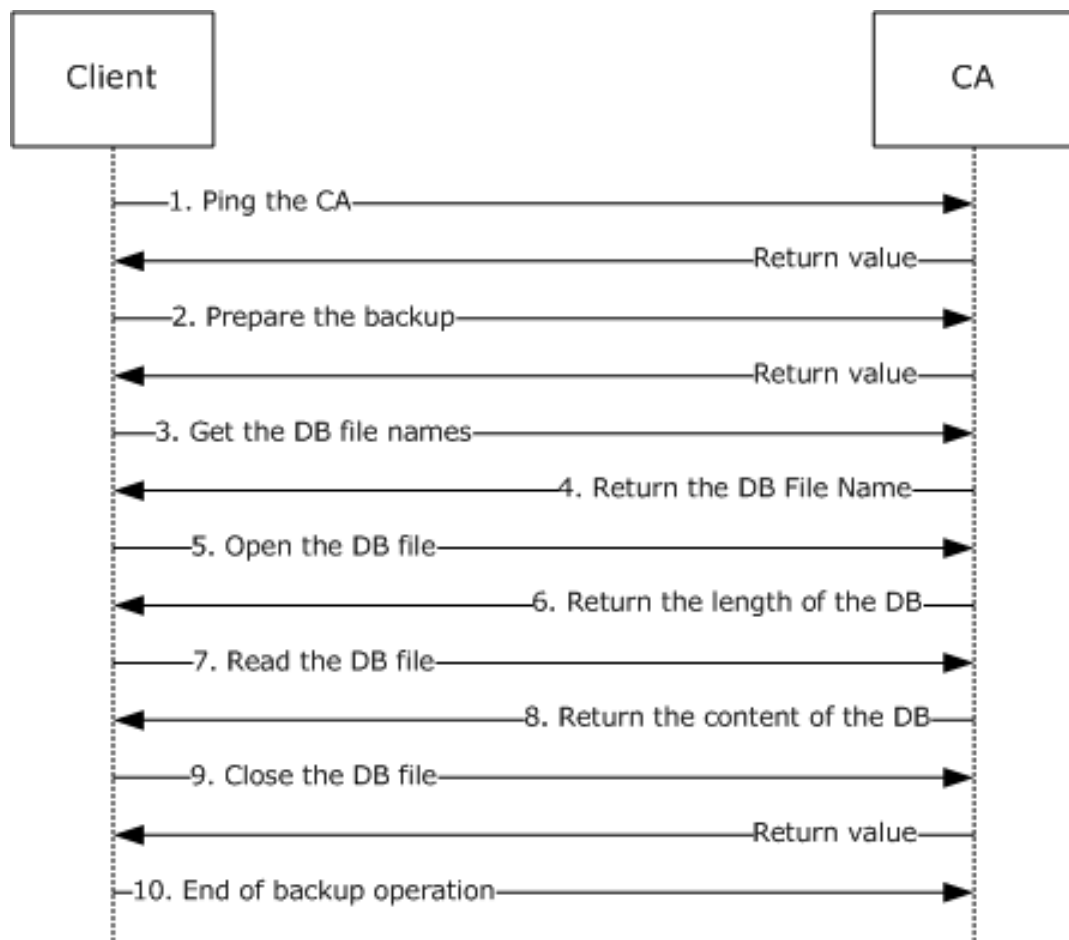 Client
CA
1. Ping the CA
Return value
2. Prepare the backup
Return value
3. Get the DB file names
4. Return the DB File Name
5. Open the DB file
6. Return the length of the DB
7. Read the DB file
8. Return the content of the DB
9. Close the DB file
Return value
10. End of backup operation